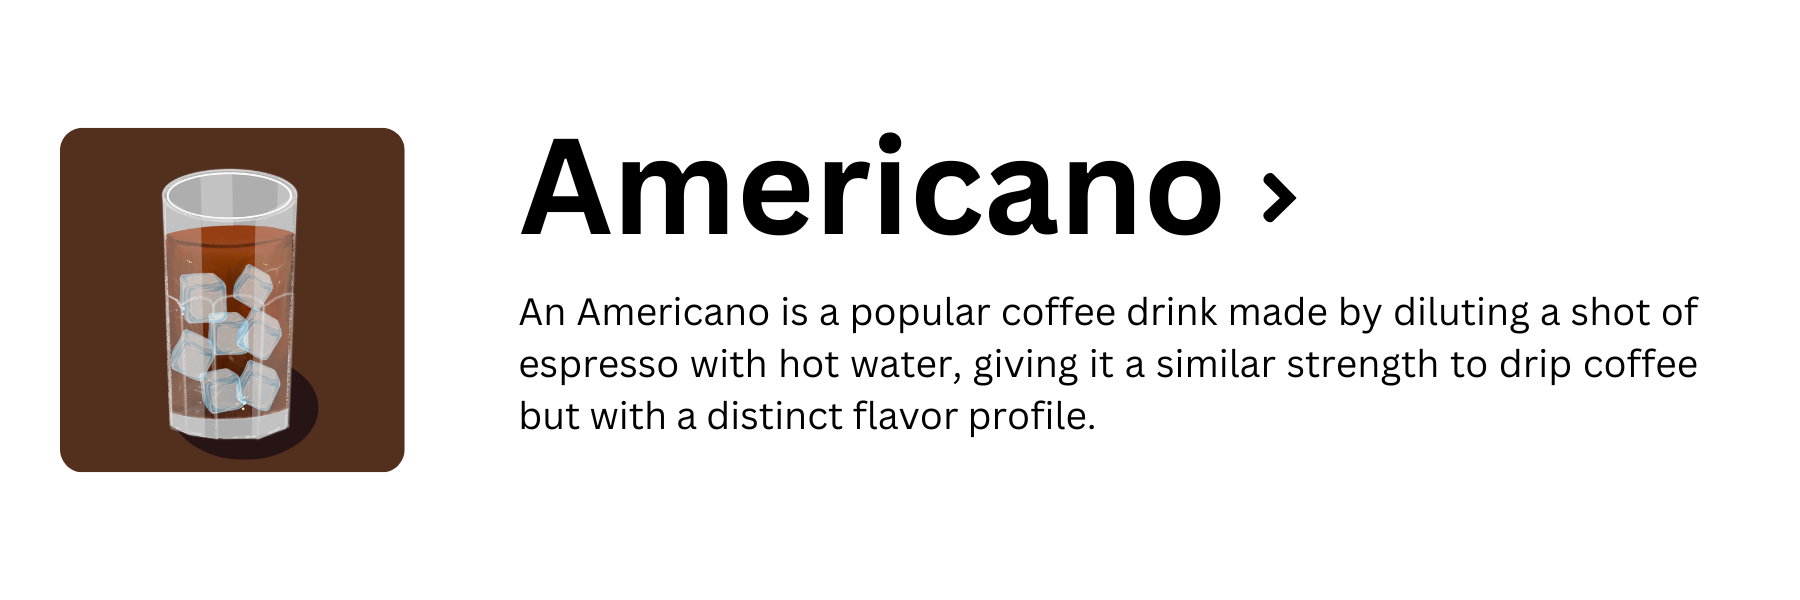 Americano >
An Americano is a popular coffee drink made by diluting a shot of
espresso with hot water, giving it a similar strength to drip coffee
but with a distinct flavor profile.